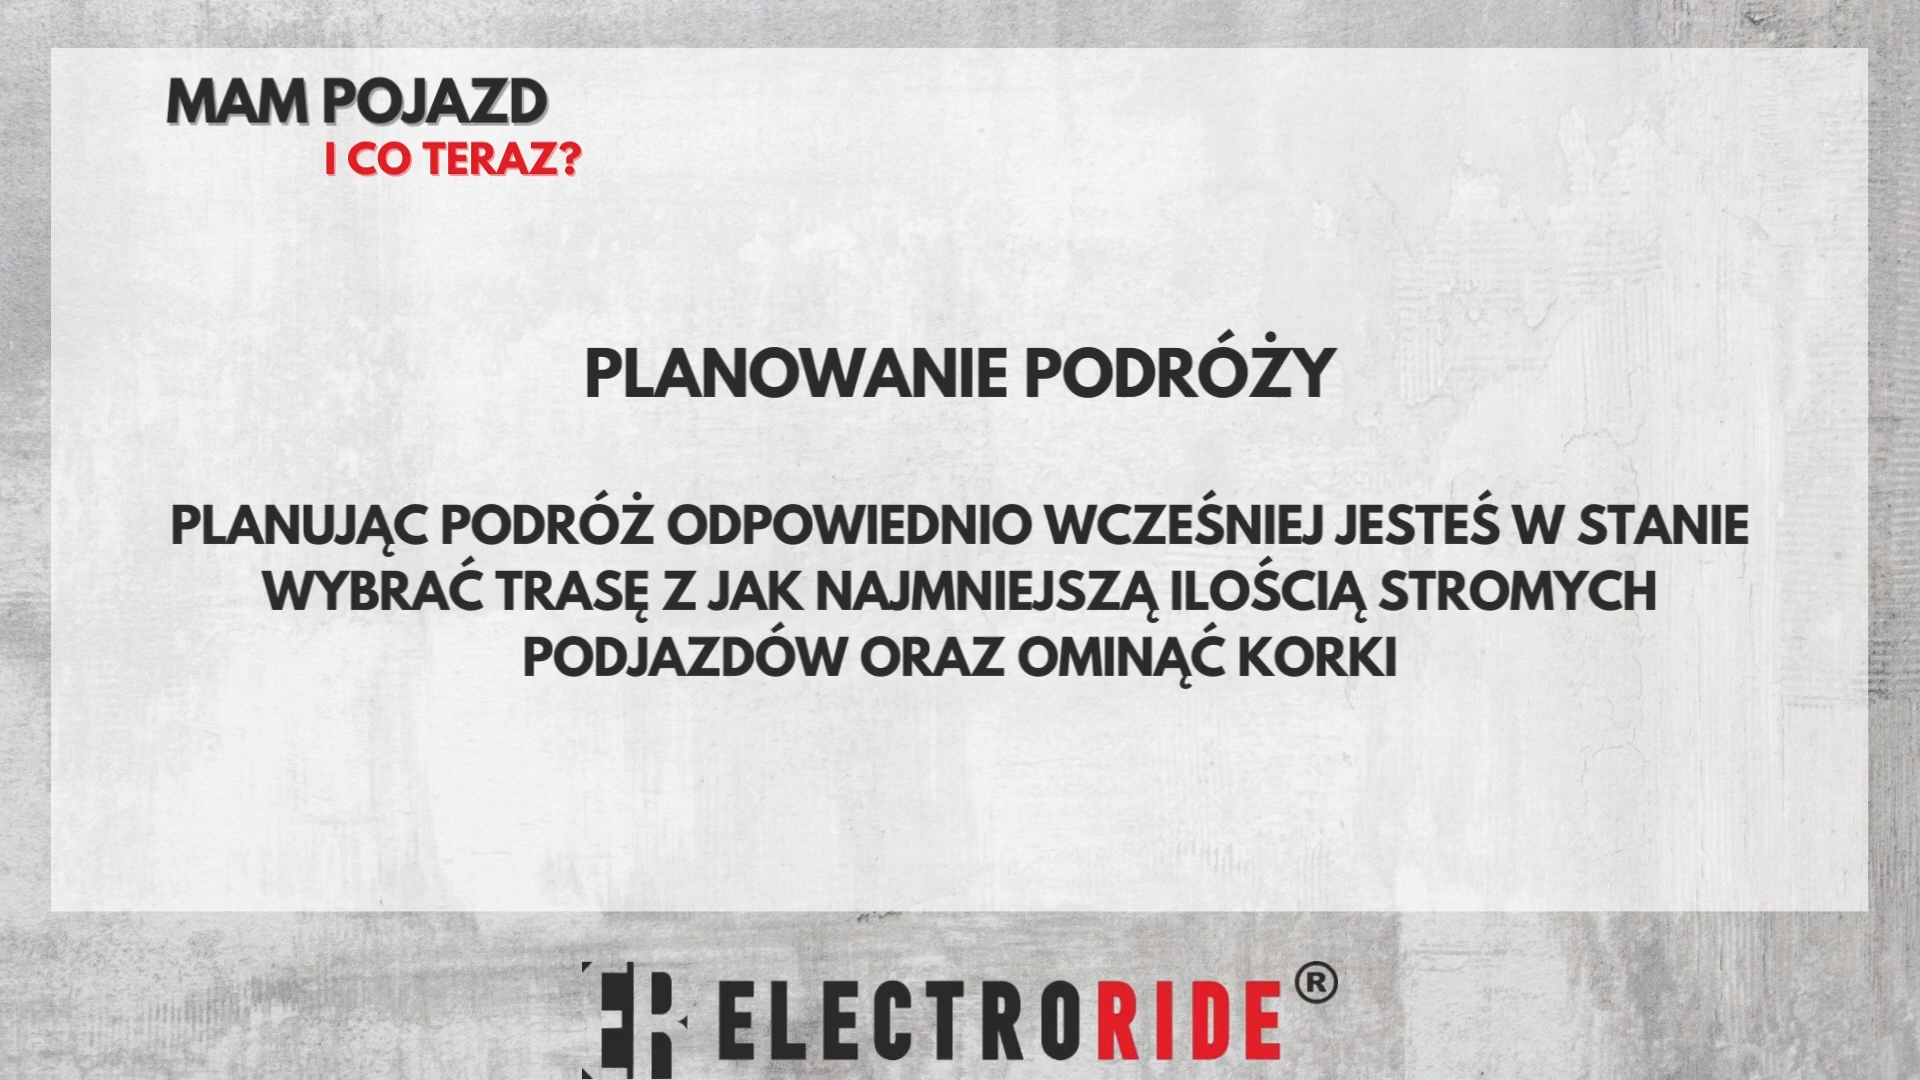 MAM POJAZD
I CO TERAZ?
PLANOWANIE PODRÓŻY
PLANUJĄC PODRÓŻ ODPOWIEDNIO WCZEŚNIEJ JESTEŚ W STANIE
WYBRAĆ TRASĘ Z JAK NAJMNIEJSZĄ ILOŚCIĄ STROMYCH
PODJAZDÓW ORAZ OMINĄĆ KORKI
ER ELECTRORIDE®